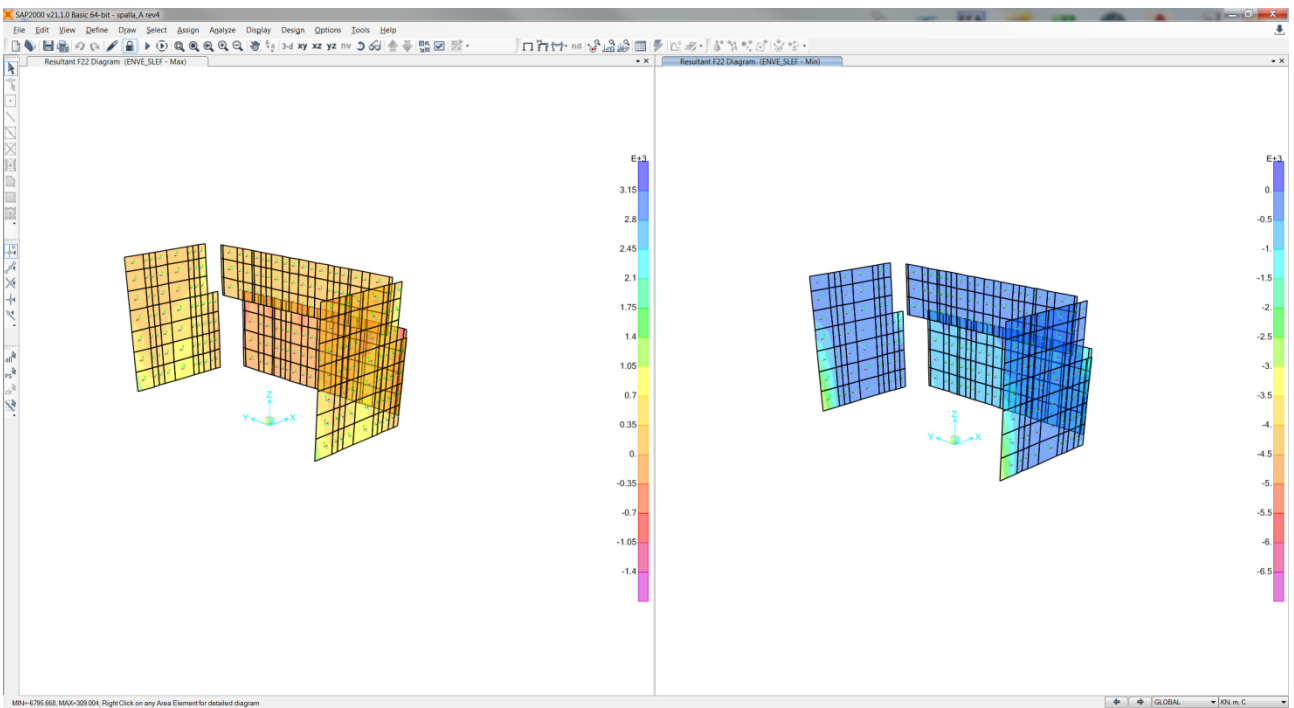 SAP2000 v21.1.0 Basic 64-bit - spalla_A rev4
File Edit View Define Draw Select Assign Analyze Display Design Options Tools Help
3-d xy xz yz nv
nd
Resultant F22 Diagram (ENVE_SLEF - Max)
Resultant F22 Diagram (ENVE_SLEF - Min)
E+3
3.15
2.8
2.45
2.1
1.75
1.4
1.05
0.7
0.35
0.
-0.35
-0.7
-1.05
-1.4
Z
Y
X
E+3
0.
-0.5
-1.
-1.5
-2.
-2.5
-3.
-3.5
-4.
-4.5
-5.
-5.5
-6.
-6.5
Z
Y
X
MIN=-6795.668, MAX=309.004, Right Click on any Area Element for detailed diagram
GLOBAL
KN, m, C